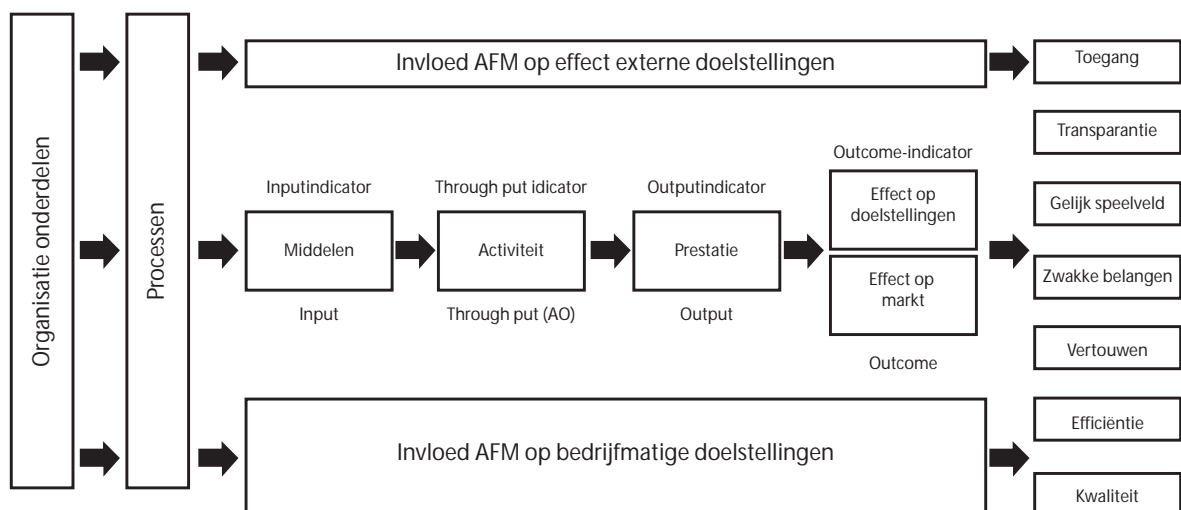 Organisatie onderdelen
Processen
Invloed AFM op effect externe doelstellingen
Inputindicator
Middelen
Input
Through put idicator
Activiteit
Through put (AO)
Outputindicator
Prestatie
Output
Outcome-indicator
Effect op
doelstellingen
Effect op
markt
Outcome
Invloed AFM op bedrijfmatige doelstellingen
Toegang
Transparantie
Gelijk speelveld
Zwakke belangen
Vertouwen
Efficiëntie
Kwaliteit